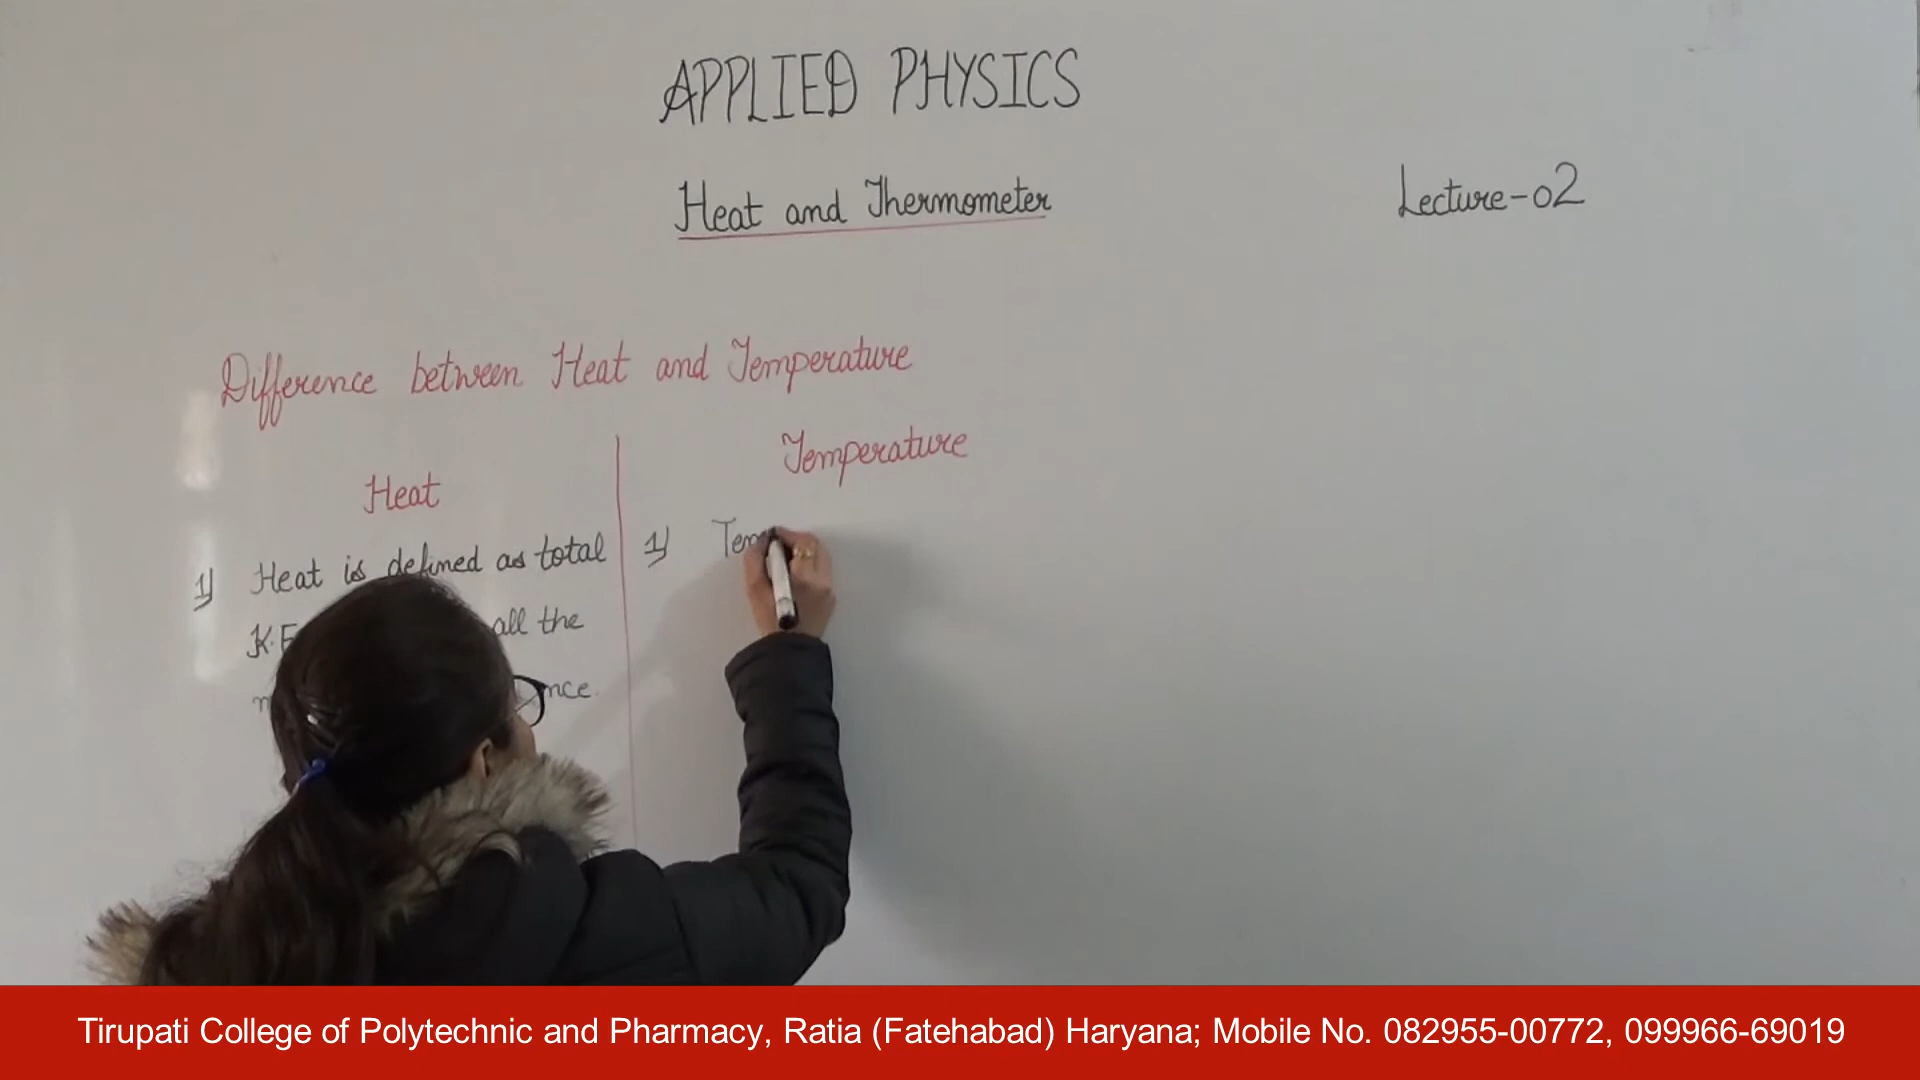 APPLIED PHYSICS
Heat and Thermometer
Lecture-02
Difference between Heat and Temperature
Heat
1) Heat is defined as total
K.E all the
Temperature
1)
Tirupati College of Polytechnic and Pharmacy, Ratia (Fatehabad) Haryana; Mobile No. 082955-00772, 099966-69019